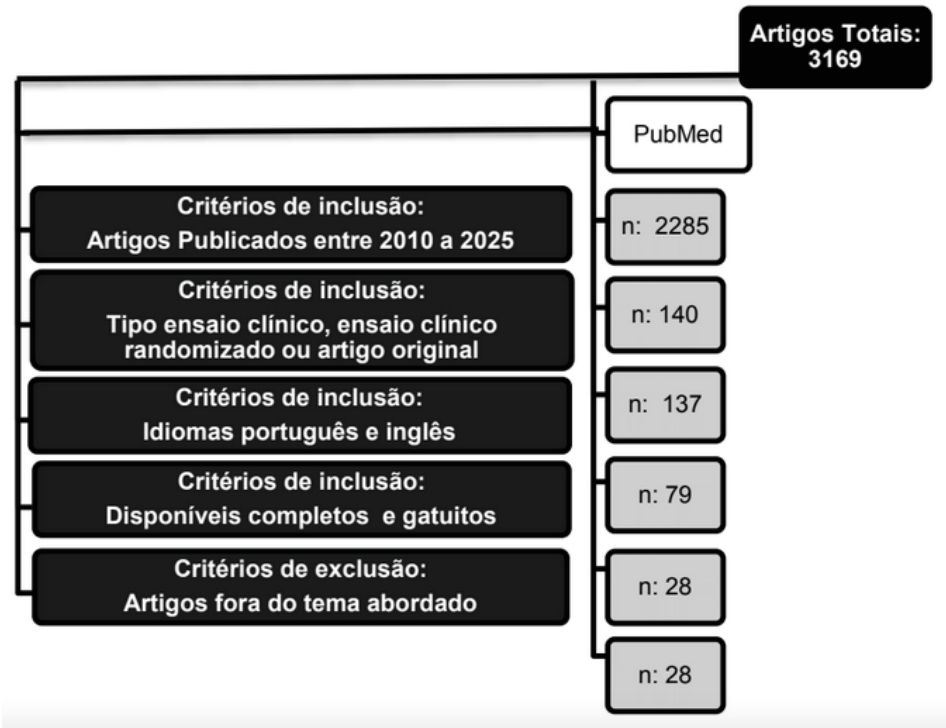 Artigos Totais:
3169
PubMed
Critérios de inclusão:
Artigos Publicados entre 2010 a 2025
n: 2285
Critérios de inclusão:
Tipo ensaio clínico, ensaio clínico
randomizado ou artigo original
n: 140
Critérios de inclusão:
Idiomas português e inglês
n: 137
Critérios de inclusão:
Disponíveis completos e gatuitos
n: 79
Critérios de exclusão:
Artigos fora do tema abordado
n: 28
n: 28